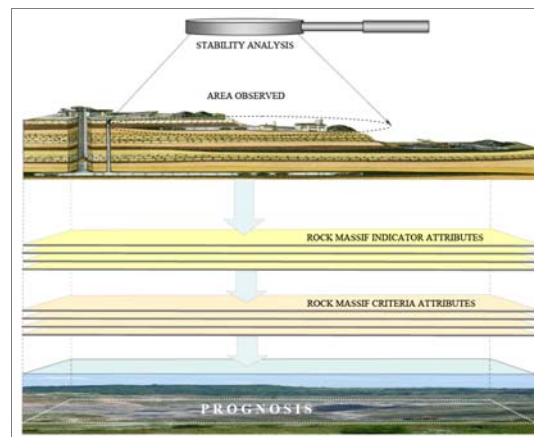 STABILITY ANALYSIS
AREA OBSERVED
ROCK MASSIF INDICATOR ATTRIBUTES
ROCK MASSIF CRITERIA ATTRIBUTES
PROGNOSIS